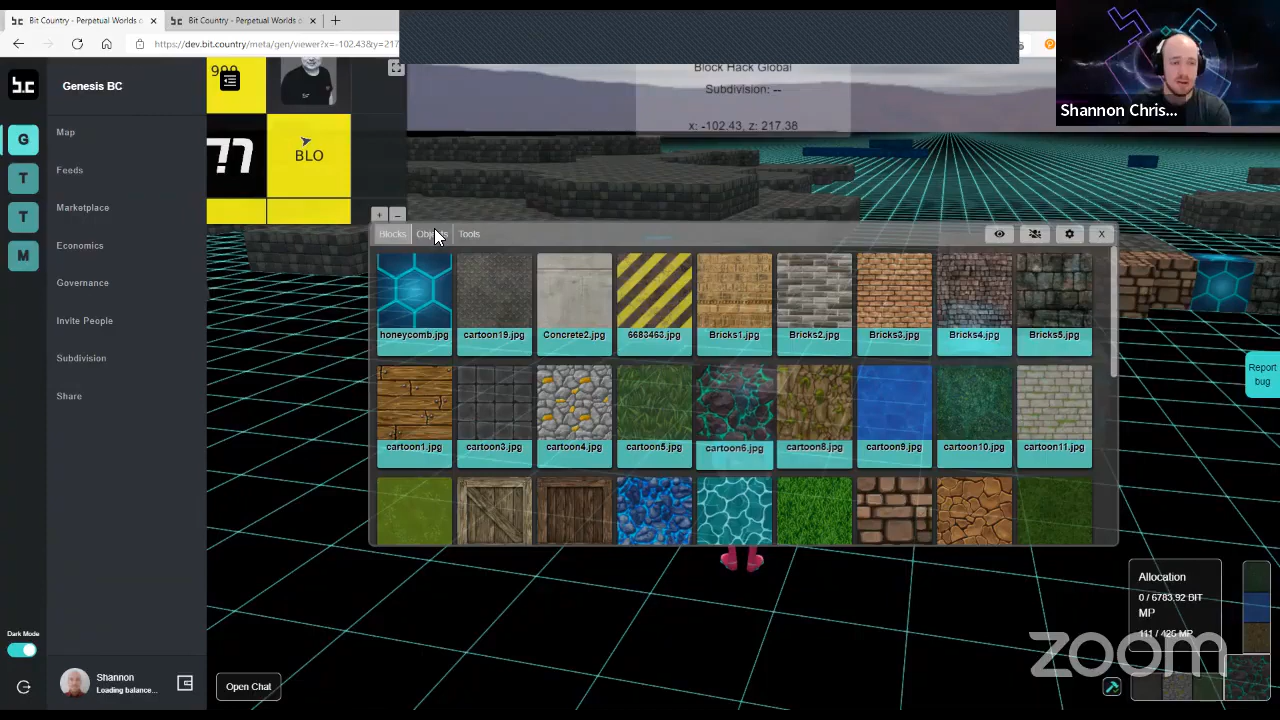 Bit Country - Perpetual Worlds o
Bit Country - Perpetual Worlds d
https://dev.bit.country/meta/gen/viewer?x=-102.43&y=217
Shannon Chris...
b.c
Genesis BC
G
T
T
M
Map
Feeds
Marketplace
Economics
Governance
Invite People
Subdivision
Share
Dark Mode
Shannon
Loading balance...
999
BLO
Block Hack Global
Subdivision: --
x: -102.43, z: 217.38
+ –
Blocks
Tools
X
honeycomb.jpg
cartoon19.jpg
Concrete2.jpg
6683463.jpg
Bricks1.jpg
Bricks2.jpg
Bricks3.jpg
Bricks4.jpg
Bricks5.jpg
cartoon1.jpg
cartoon3.jpg
cartoon4.jpg
cartoon5.jpg
cartoon6.jpg
cartoon8.jpg
cartoon9.jpg
cartoon10.jpg
cartoon11.jpg
Report
bug
Open Chat
Allocation
0 / 6783.92 BIT
MP
zoom